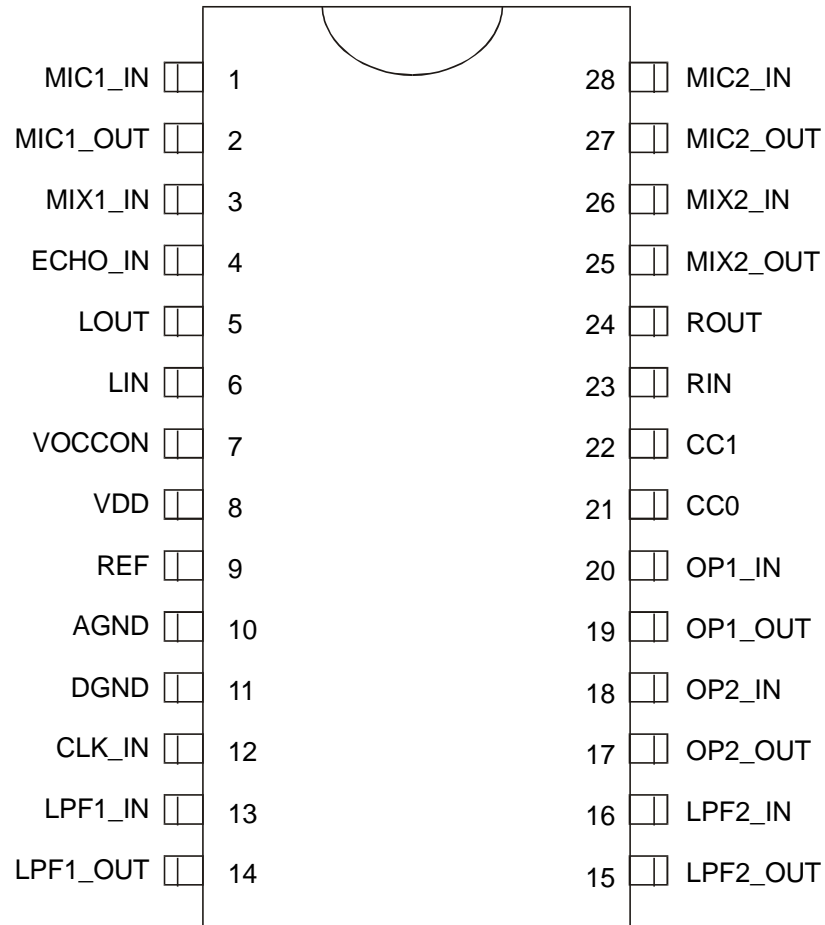 MIC1_IN 1 28 MIC2_IN
MIC1_OUT 2 27 MIC2_OUT
MIX1_IN 3 26 MIX2_IN
ECHO_IN 4 25 MIX2_OUT
LOUT 5 24 ROUT
LIN 6 23 RIN
VOCCON 7 22 CC1
VDD 8 21 CC0
REF 9 20 OP1_IN
AGND 10 19 OP1_OUT
DGND 11 18 OP2_IN
CLK_IN 12 17 OP2_OUT
LPF1_IN 13 16 LPF2_IN
LPF1_OUT 14 15 LPF2_OUT